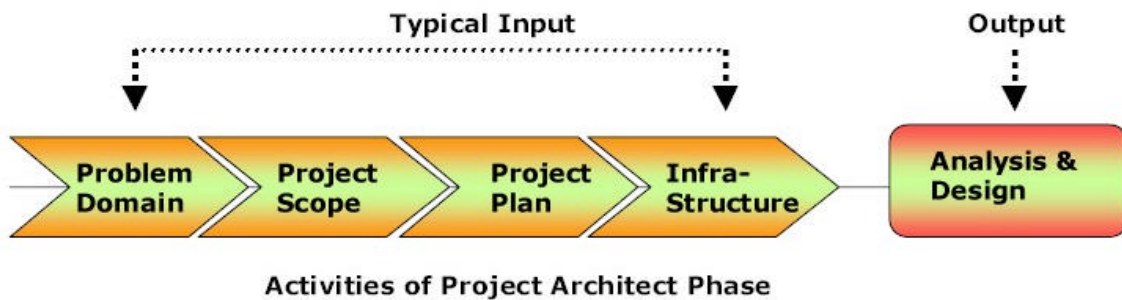 Typical Input
Output
Problem
Domain
Project
Scope
Project
Plan
Infra-
Structure
Analysis &
Design
Activities of Project Architect Phase